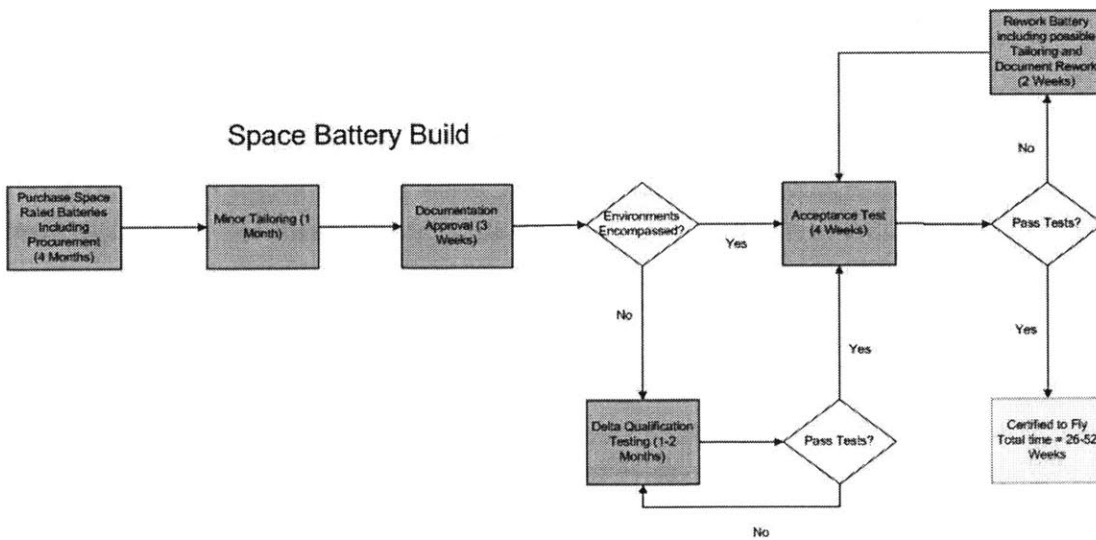 Space Battery Build
Purchase Space
Rated Batteries
Including
Procurement
(4 Months)
Minor Tailoring (1
Month)
Documentation
Approval (3
Weeks)
Environments
Encompassed?
Yes
No
Acceptance Test
(4 Weeks)
Pass Tests?
No
Rework Battery
including possible
Tailoring and
Document Rework
(2 Weeks)
Yes
Certified to Fly
Total time = 26-52
Weeks
Delta Qualification
Testing (1-2
Months)
Pass Tests?
Yes
No